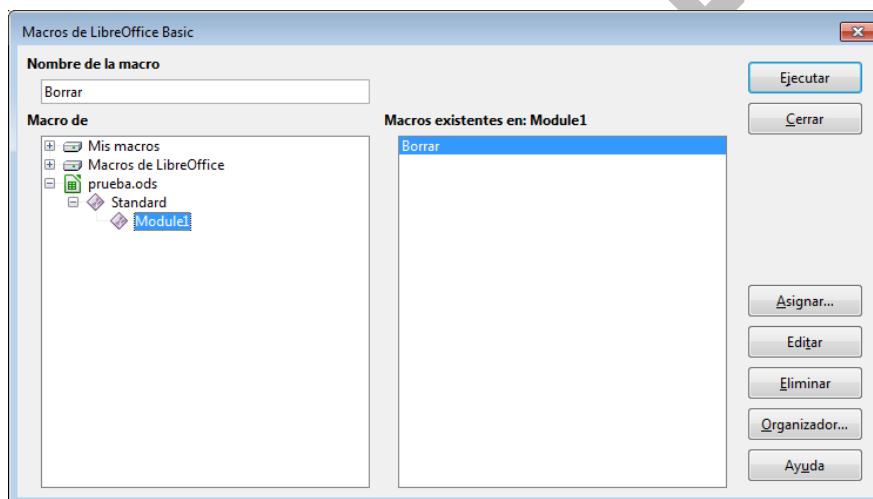 Macros de LibreOffice Basic
Nombre de la macro
Borrar
Macro de
Mis macros
Macros de LibreOffice
prueba.ods
Standard
Module1
Macros existentes en: Module1
Borrar
Ejecutar
Cerrar
Asignar...
Editar
Eliminar
Organizador...
Ayuda